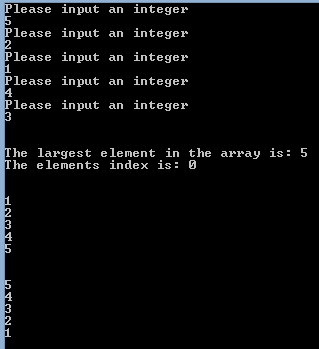 Please input an integer
5
Please input an integer
2
Please input an integer
1
Please input an integer
4
Please input an integer
3
The largest element in the array is: 5
The elements index is: 0
1
2
3
4
5
5
4
3
2
1